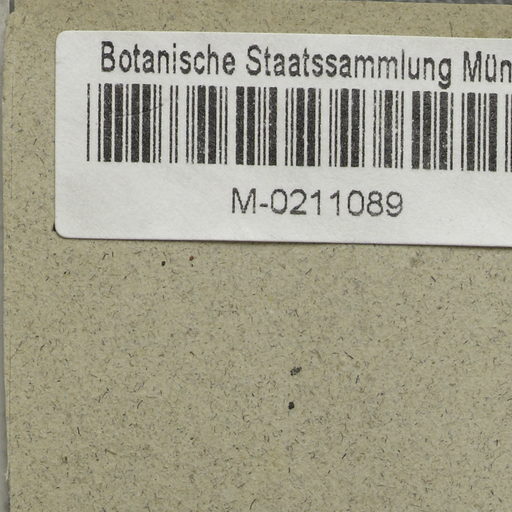 Botanische Staatssammlung Mün
M-0211089